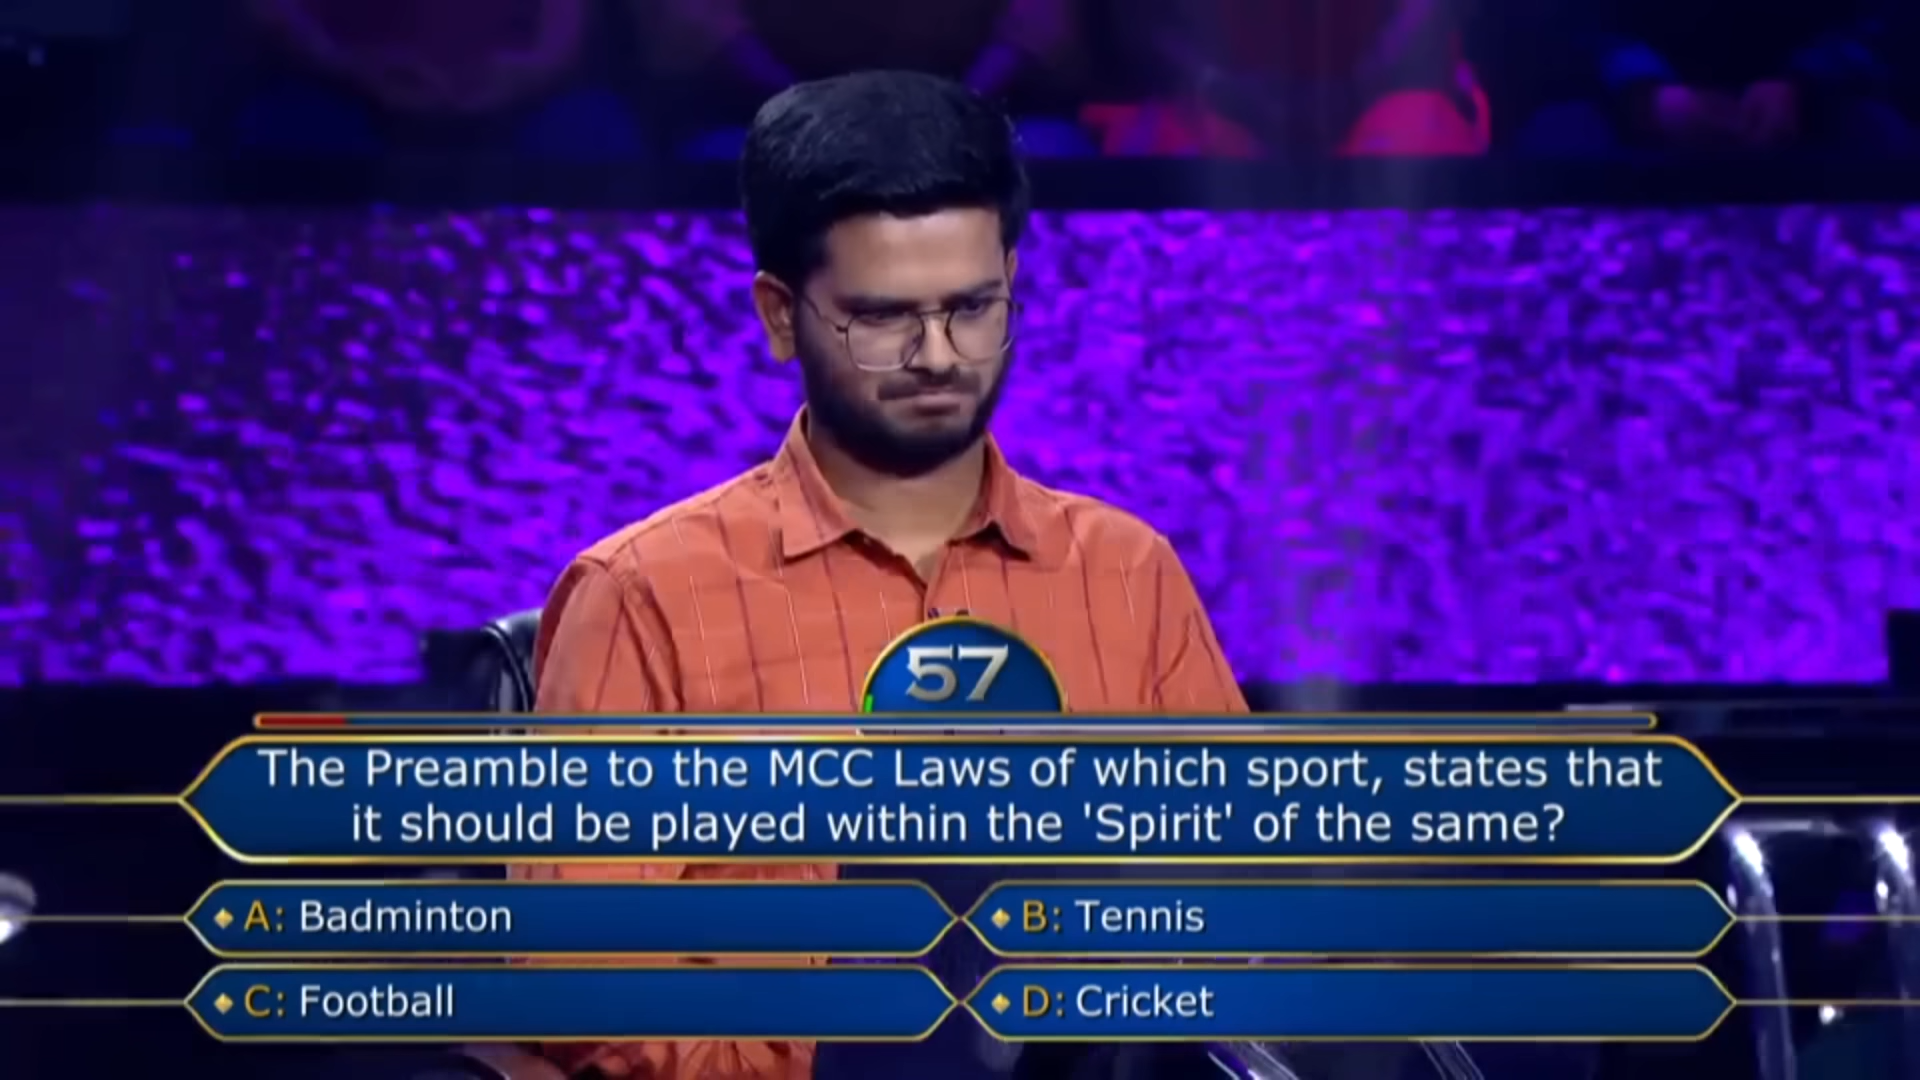 57
The Preamble to the MCC Laws of which sport, states that
it should be played within the 'Spirit' of the same?
A: Badminton
B: Tennis
C: Football
D: Cricket